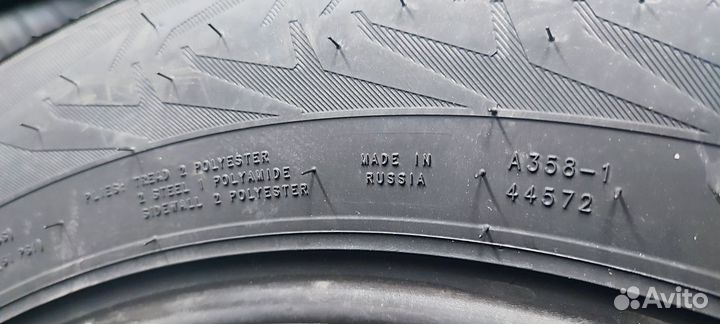 PLIES: TREAD 2 POLYESTER
2 STEEL 1 POLYAMIDE
SIDEWALL 2 POLYESTER
MADE IN
RUSSIA
A358-1
44572
Avito